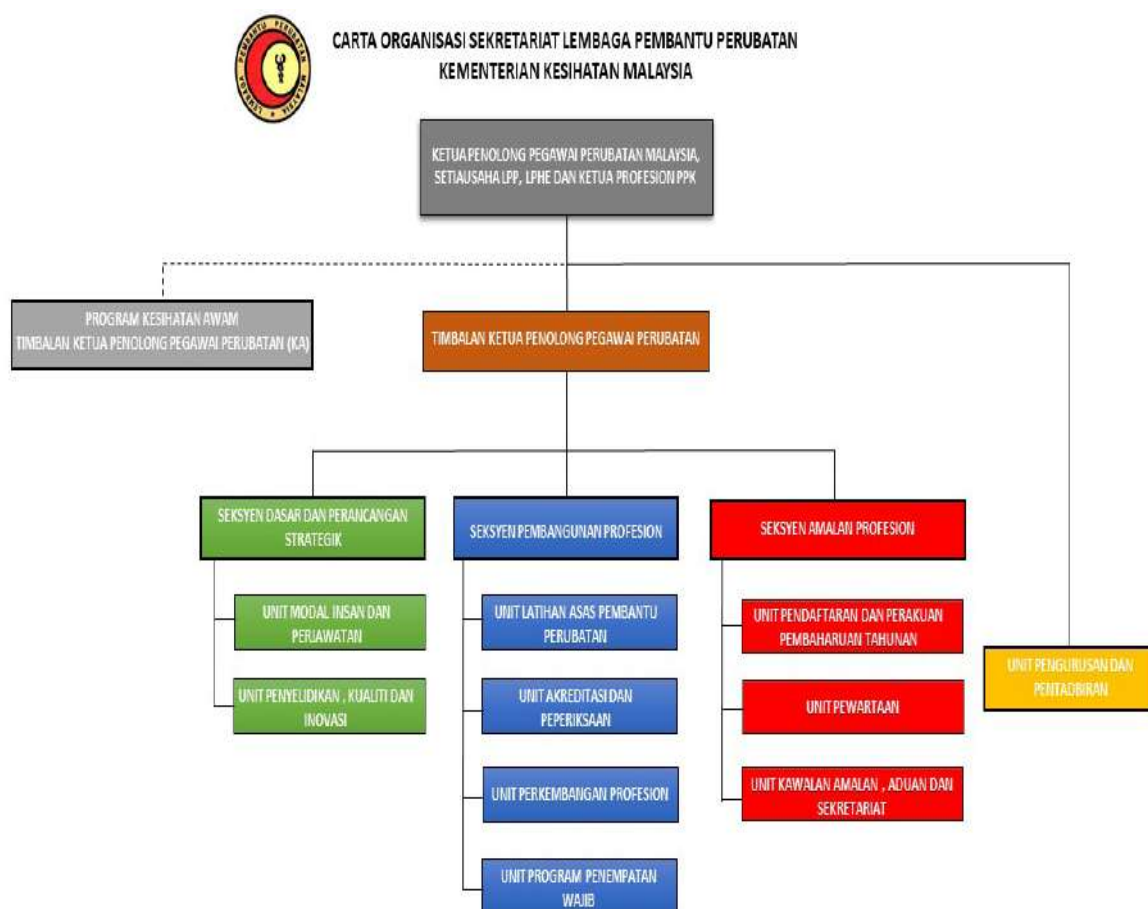 PEMBANTU PERUBATAN
LEMBAGA MALAYSIA
CARTA ORGANISASI SEKRETARIAT LEMBAGA PEMBANTU PERUBATAN
KEMENTERIAN KESIHATAN MALAYSIA
KETUA PENOLONG PEGAWAI PERUBATAN MALAYSIA,
SETIAUSAHA LPP, LPHE DAN KETUA PROFESION PPK
PROGRAM KESIHATAN AWAM
TIMBALAN KETUA PENOLONG PEGAWAI PERUBATAN (KA)
TIMBALAN KETUA PENOLONG PEGAWAI PERUBATAN
SEKSYEN DASAR DAN PERANCANGAN
STRATEGIK
UNIT MODAL INSAN DAN
PERJAWATAN
UNIT PENYELIDIKAN , KUALITI DAN
INOVASI
SEKSYEN PEMBANGUNAN PROFESION
UNIT LATIHAN ASAS PEMBANTU
PERUBATAN
UNIT AKREDITASI DAN
PEPERIKSAAN
UNIT PERKEMBANGAN PROFESION
UNIT PROGRAM PENEMPATAN
WAJIB
SEKSYEN AMALAN PROFESION
UNIT PENDAFTARAN DAN PERAKUAN
PEMBAHARUAN TAHUNAN
UNIT PEWARTAAN
UNIT KAWALAN AMALAN , ADUAN DAN
SEKRETARIAT
UNIT PENGURUSAN DAN
PENTADBIRAN